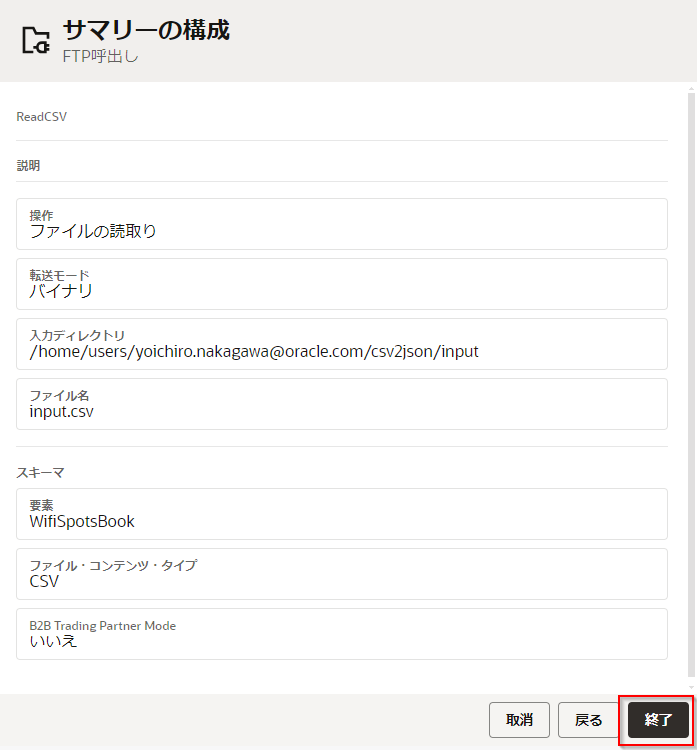 サマリーの構成
FTP呼出し
ReadCSV
説明
操作
ファイルの読取り
転送モード
バイナリ
入力ディレクトリ
/home/users/yoichiro.nakagawa@oracle.com/csv2json/input
ファイル名
input.csv
スキーマ
要素
WifiSpotsBook
ファイル・コンテンツ・タイプ
CSV
B2B Trading Partner Mode
いいえ
取消
戻る
終了